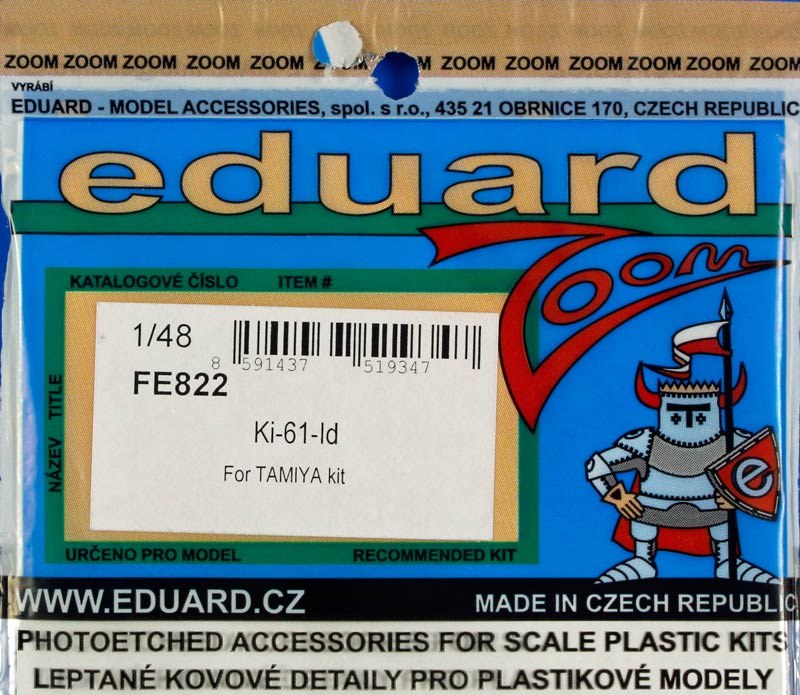 ZOOM ZOOM ZOOM ZOOM ZOOM ZOOM ZOOM ZOOM ZOOM ZOOM ZOOM ZOOM ZOOM
VYRÁBÍ
EDUARD - MODEL ACCESSORIES, spol. s r.o., 435 21 OBRNICE 170, CZECH REPUBLIC
eduard
Zoom
KATALOGOVÉ ČÍSLO ITEM #
1/48
8 591437 519347
FE822
Ki-61-Id
For TAMIYA kit
NÁZEV TITLE
e
URČENO PRO MODEL RECOMMENDED KIT
WWW.EDUARD.CZ MADE IN CZECH REPUBLIC
PHOTOETCHED ACCESSORIES FOR SCALE PLASTIC KITS
LEPTANÉ KOVOVÉ DETAILY PRO PLASTIKOVÉ MODELY